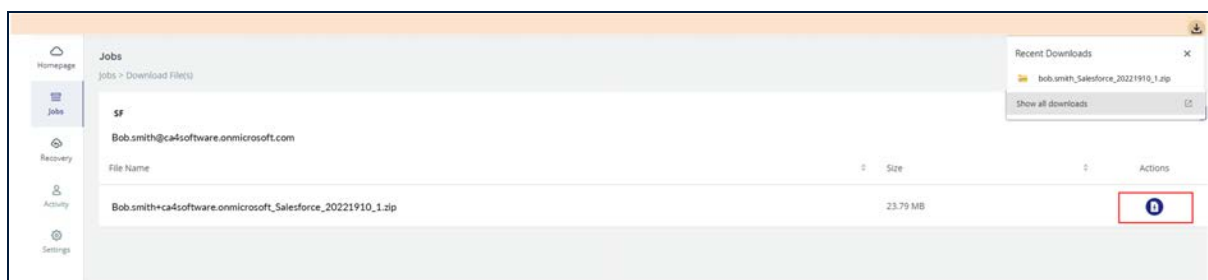 Homepage
Jobs
Recovery
Activity
Settings
Jobs
Jobs > Download File(s)
Recent Downloads
bob.smith_Salesforce_20221910_1.zip
Show all downloads
SF
Bob.smith@ca4software.onmicrosoft.com
File Name Size Actions
Bob.smith+ca4software.onmicrosoft_Salesforce_20221910_1.zip 23.79 MB